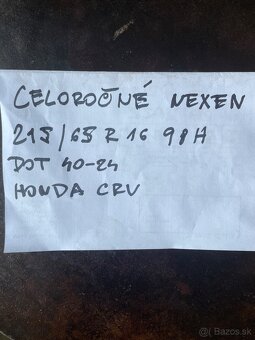 CELOROČNÉ NEXEN
215/65 R 16 98H
DOT 40-24
HONDA CRV
@( Bazos.sk